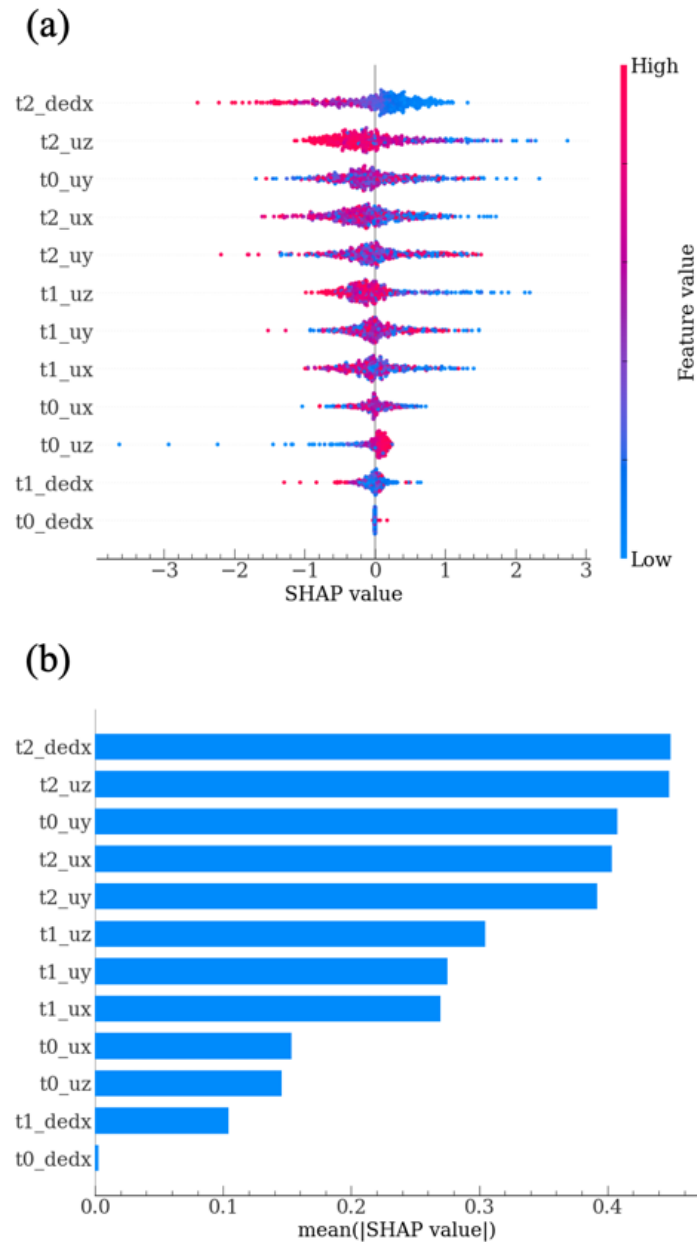 (a)
High
t2_dedx
t2_uz
t0_uy
t2_ux
t2_uy
t1_uz
t1_uy
t1_ux
t0_ux
t0_uz
t1_dedx
t0_dedx
Feature value
Low
−3 −2 −1 0 1 2 3
SHAP value
(b)
t2_dedx
t2_uz
t0_uy
t2_ux
t2_uy
t1_uz
t1_uy
t1_ux
t0_ux
t0_uz
t1_dedx
t0_dedx
0.0 0.1 0.2 0.3 0.4
mean(|SHAP value|)